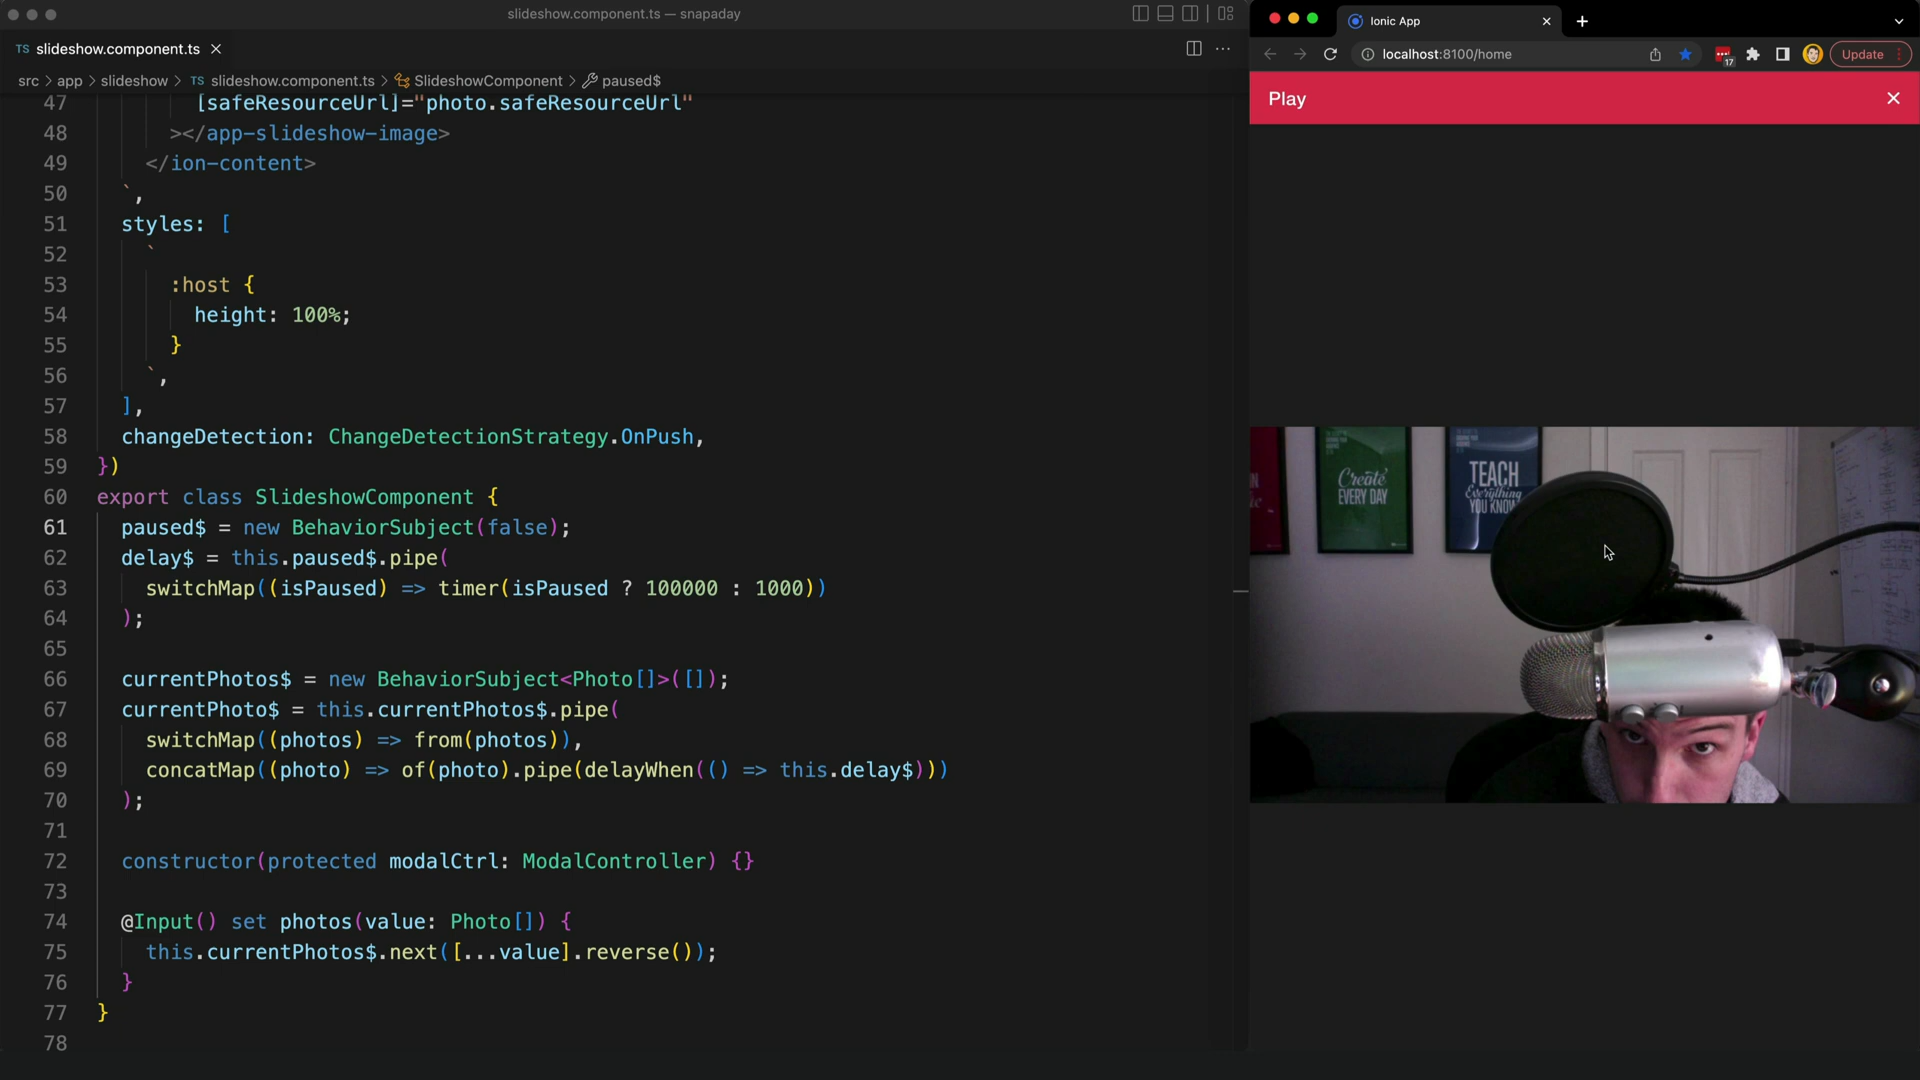 slideshow.component.ts — snapaday
TS slideshow.component.ts
src > app > slideshow > TS slideshow.component.ts > SlideshowComponent > paused$
47 [safeResourceUrl]="photo.safeResourceUrl"
48 ></app-slideshow-image>
49 </ion-content>
50 `,
51 styles: [
52 `
53 :host {
54 height: 100%;
55 }
56 `,
57 ],
58 changeDetection: ChangeDetectionStrategy.OnPush,
59 })
60 export class SlideshowComponent {
61 paused$ = new BehaviorSubject(false);
62 delay$ = this.paused$.pipe(
63 switchMap((isPaused) => timer(isPaused ? 100000 : 1000))
64 );
65
66 currentPhotos$ = new BehaviorSubject<Photo[]>([]);
67 currentPhoto$ = this.currentPhotos$.pipe(
68 switchMap((photos) => from(photos)),
69 concatMap((photo) => of(photo).pipe(delayWhen(() => this.delay$)))
70 );
71
72 constructor(protected modalCtrl: ModalController) {}
73
74 @Input() set photos(value: Photo[]) {
75 this.currentPhotos$.next([...value].reverse());
76 }
77 }
78
Ionic App
localhost:8100/home
17
Update
Play
Create
EVERY DAY
TEACH
Everything
YOU KNOW